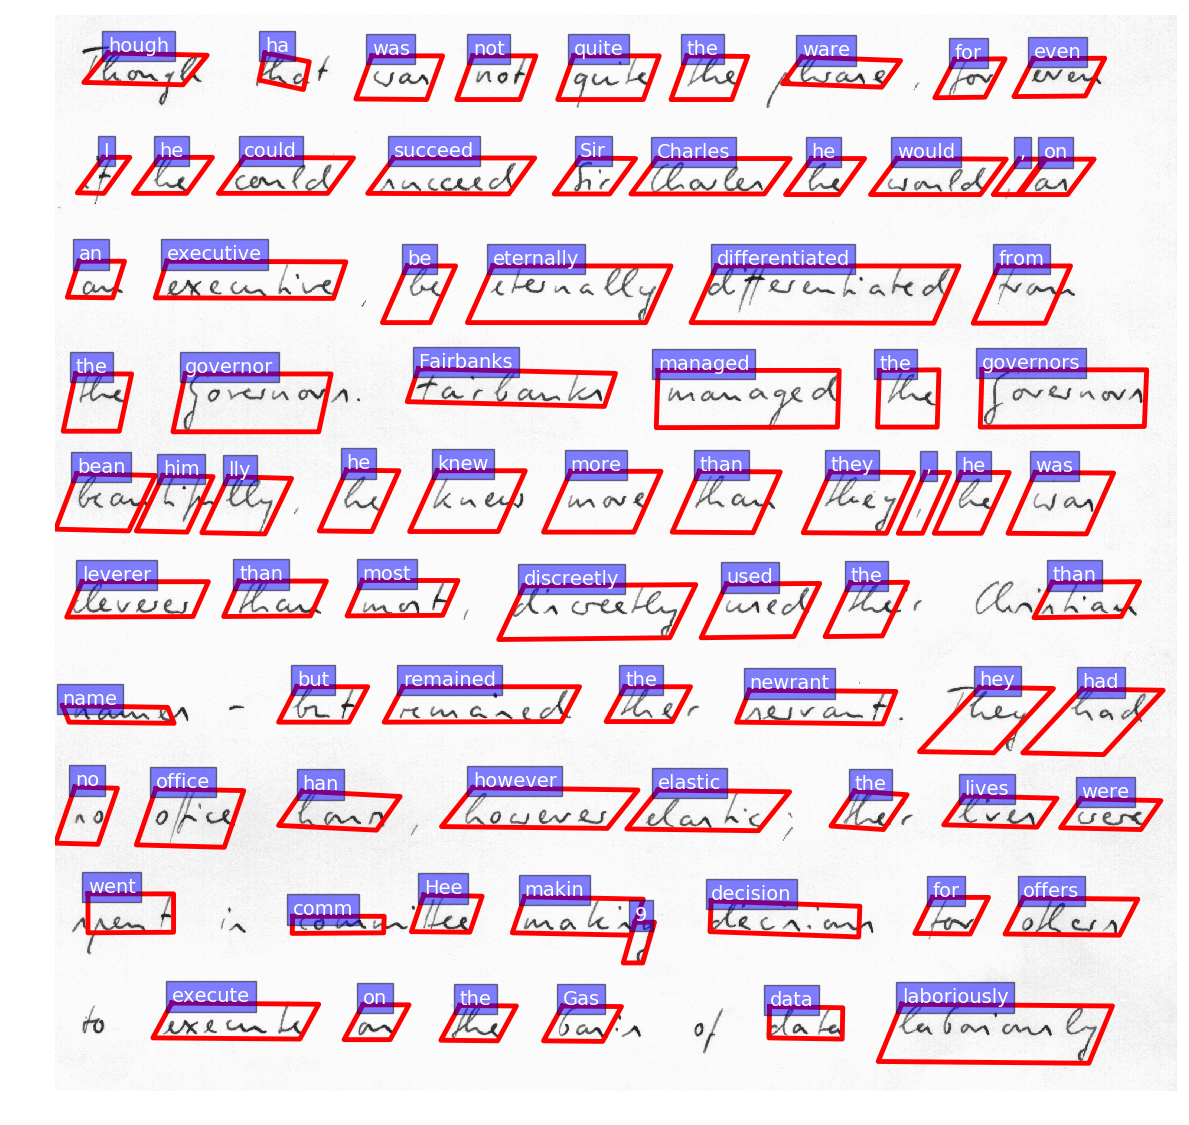 hough ha was not quite the ware for even
Though that was not quite the phrase, for even
I he could succeed Sir Charles he would , on
if he could succeed Sir Charles he would, as
an executive be eternally differentiated from
an executive, be eternally differentiated from
the governor Fairbanks managed the governors
the Governors. Fairbanks managed the Governors
bean him lly he knew more than they , he was
beautifully, he knew more than they, he was
leverer than most discreetly used the than
cleverer than most, discreetly used their Christian
name but remained the newrant hey had
names - but remained their servant. They had
no office han however elastic the lives were
no office hours, however elastic; their lives were
went comm Hee makin 9 decision for offers
spent in committee making decisions for others
execute on the Gas data laboriously
to execute on the basis of data laboriously